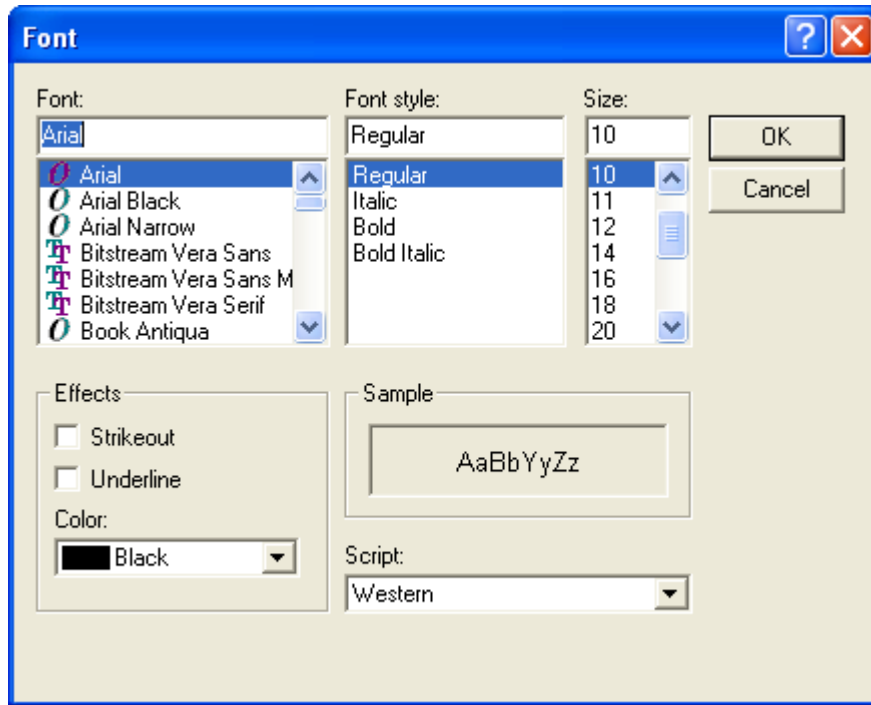 Font
Font:
Font style:
Size:
Arial
Regular
10
OK
Cancel
Arial
Arial Black
Arial Narrow
Bitstream Vera Sans
Bitstream Vera Sans M
Bitstream Vera Serif
Book Antiqua
Regular
Italic
Bold
Bold Italic
10
11
12
14
16
18
20
Effects
Strikeout
Underline
Color:
Black
Sample
AaBbYyZz
Script:
Western